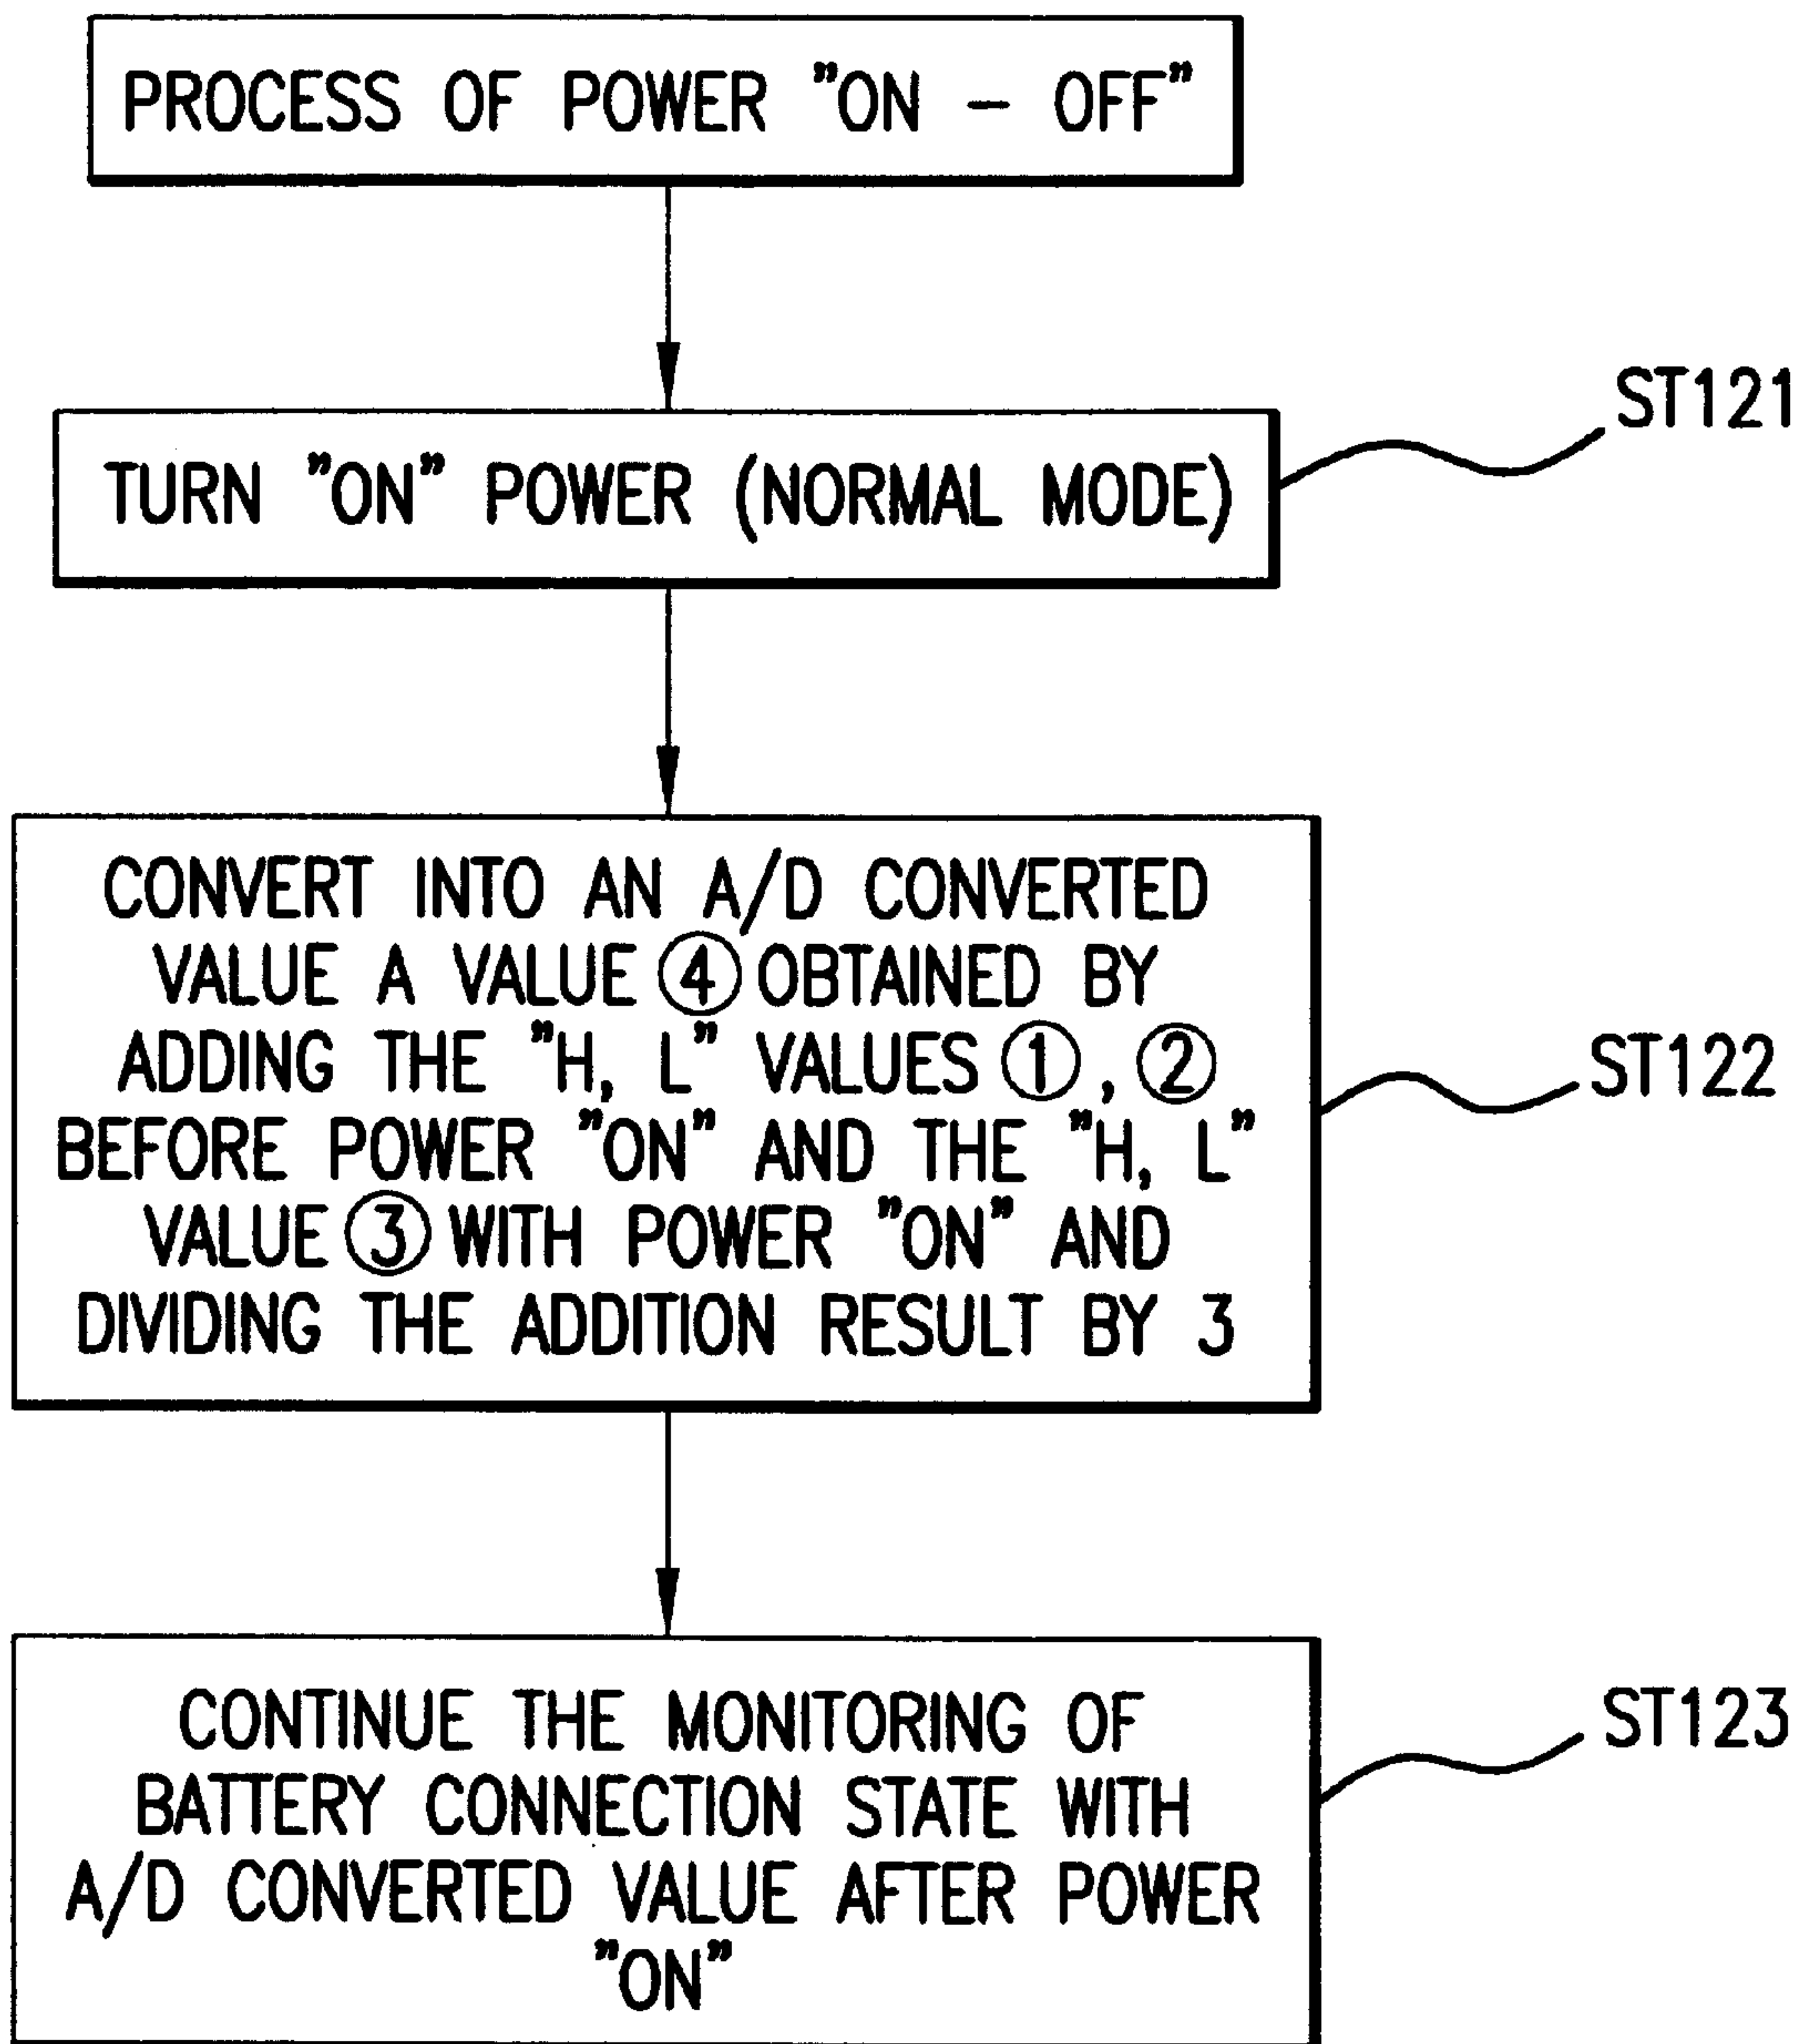 PROCESS OF POWER "ON – OFF"
TURN "ON" POWER (NORMAL MODE)
ST121
CONVERT INTO AN A/D CONVERTED
VALUE A VALUE ④ OBTAINED BY
ADDING THE "H, L" VALUES ①, ②
BEFORE POWER "ON" AND THE "H, L"
VALUE ③ WITH POWER "ON" AND
DIVIDING THE ADDITION RESULT BY 3
ST122
CONTINUE THE MONITORING OF
BATTERY CONNECTION STATE WITH
A/D CONVERTED VALUE AFTER POWER
"ON"
ST123